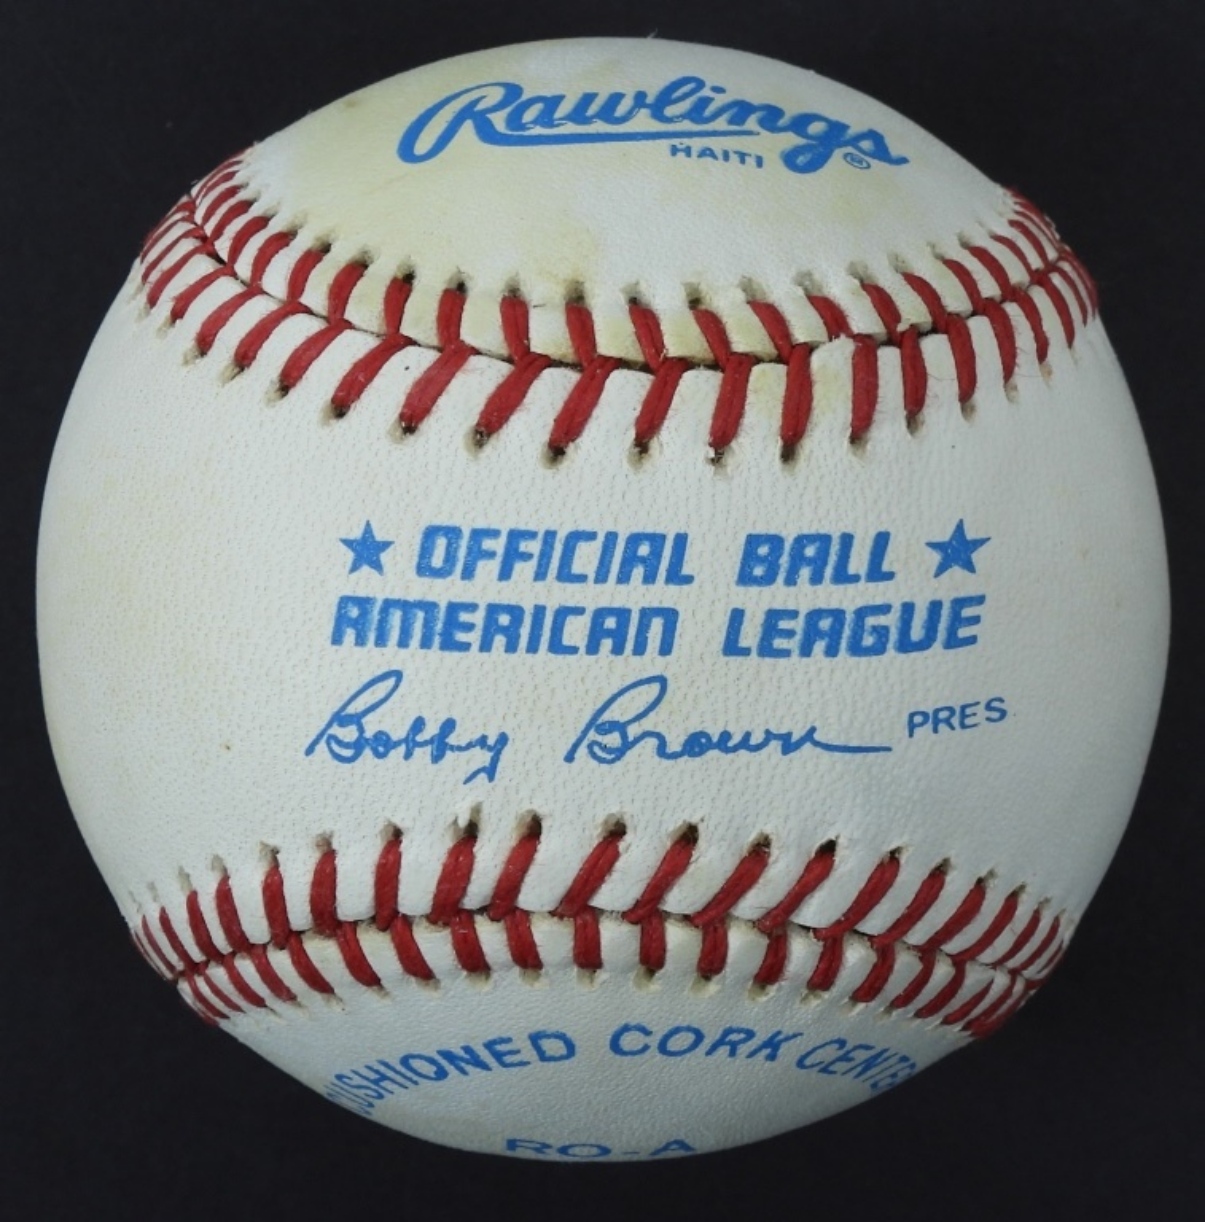 Rawlings ®
HAITI
★ OFFICIAL BALL ★
AMERICAN LEAGUE
Bobby Brown PRES
CUSHIONED CORK CENTER
RO-A